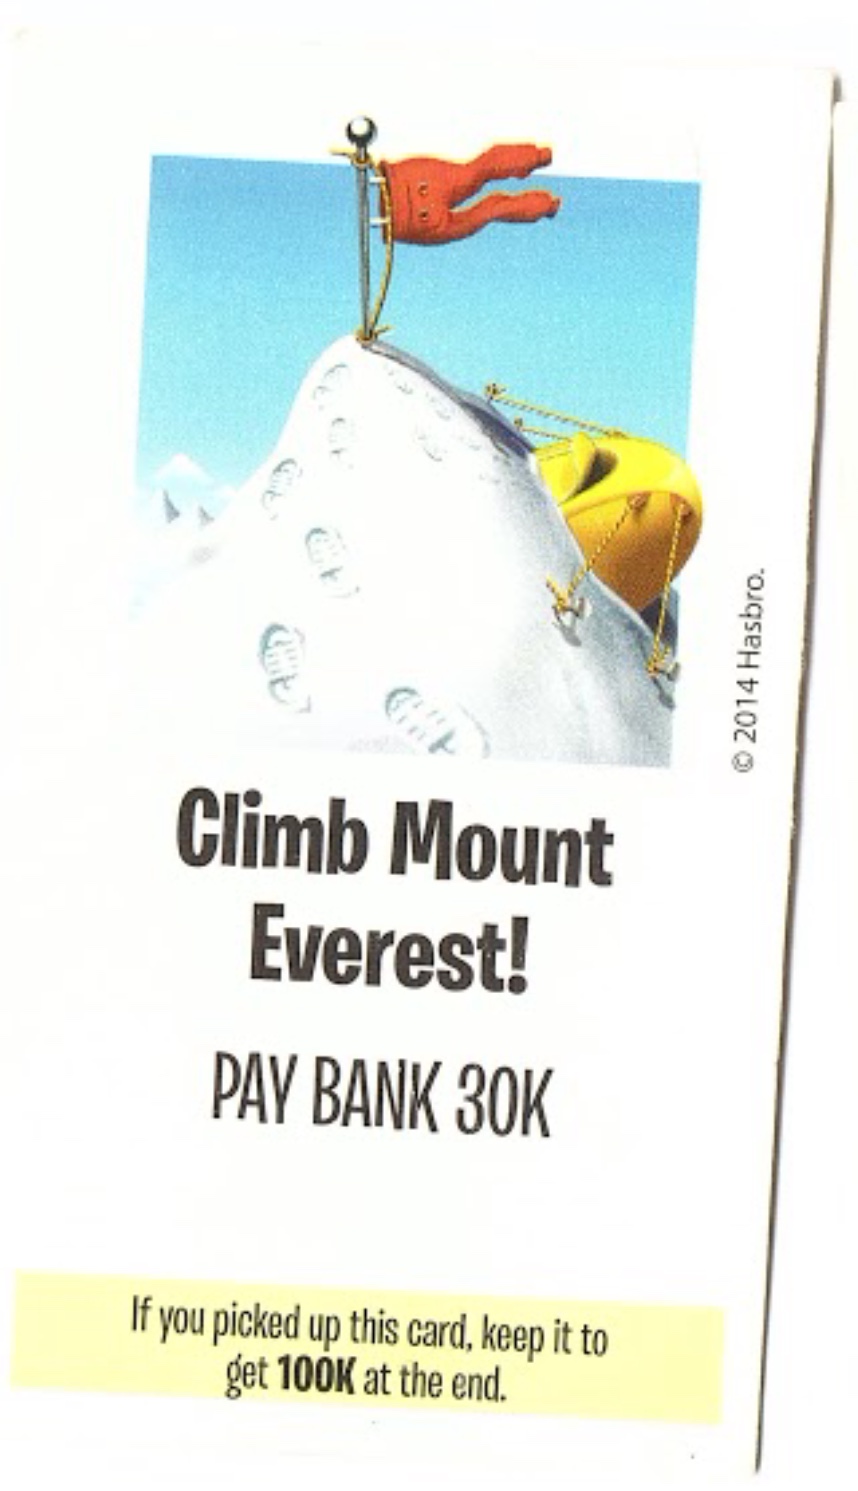 © 2014 Hasbro.
Climb Mount
Everest!
PAY BANK 30K
If you picked up this card, keep it to
get 100K at the end.